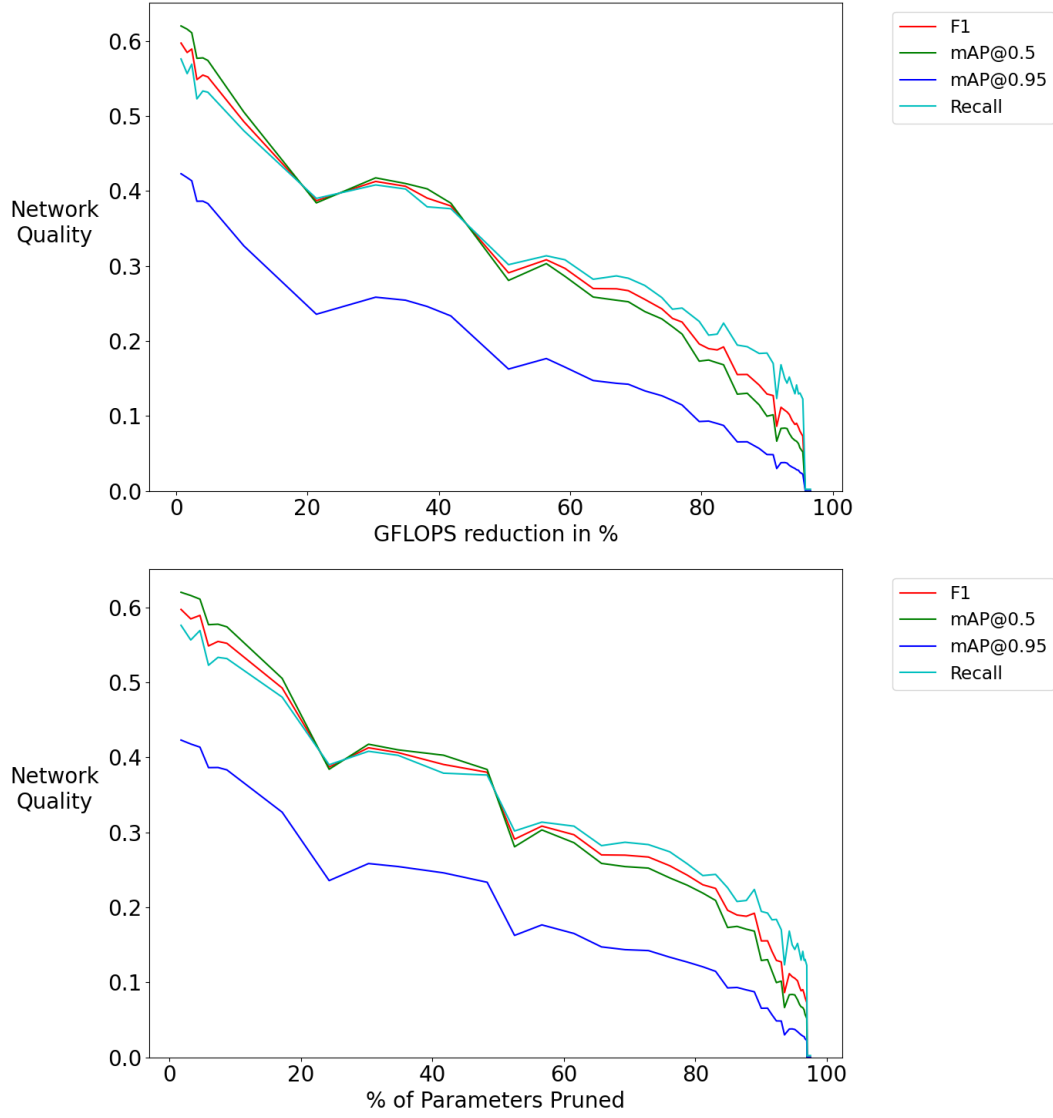 0.6
0.5
0.4
0.3
0.2
0.1
0.0
Network
Quality
0 20 40 60 80 100
GFLOPS reduction in %
F1
mAP@0.5
mAP@0.95
Recall
0.6
0.5
0.4
0.3
0.2
0.1
0.0
Network
Quality
0 20 40 60 80 100
% of Parameters Pruned
F1
mAP@0.5
mAP@0.95
Recall